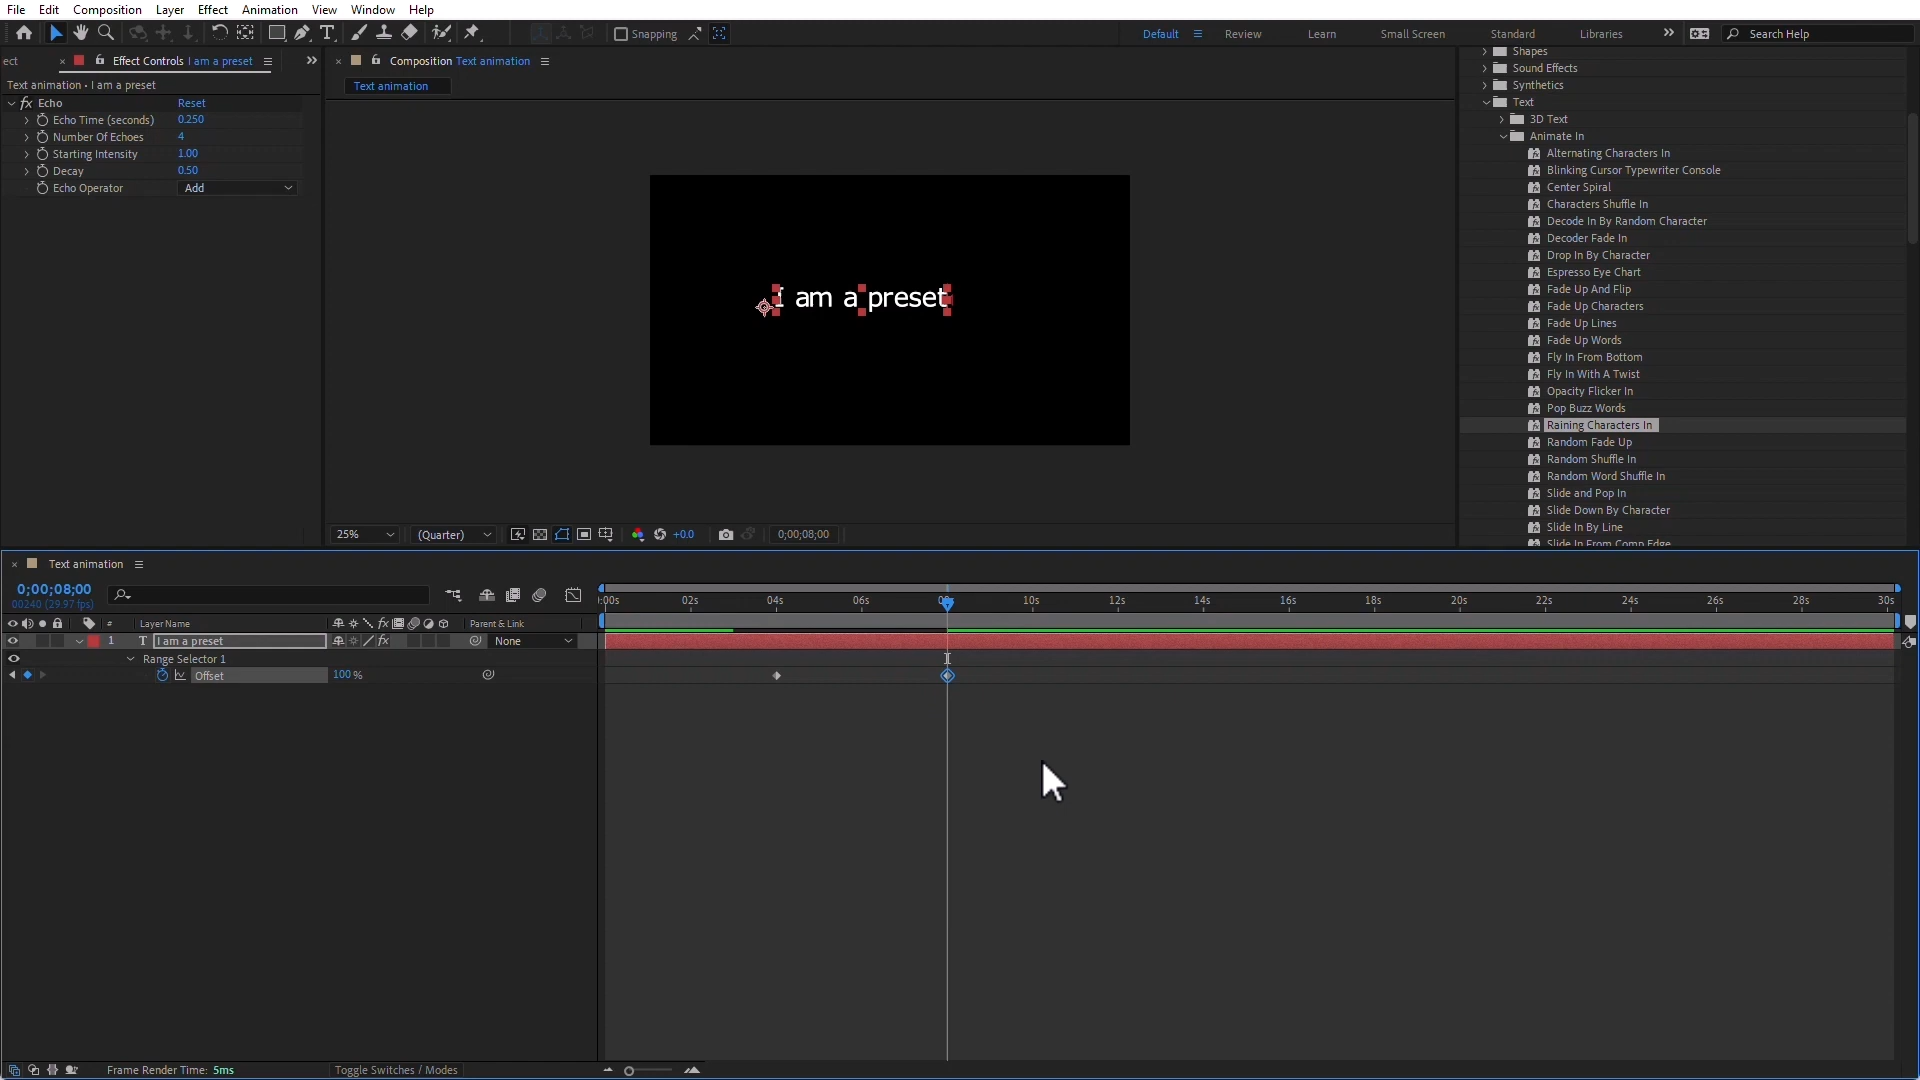 File Edit Composition Layer Effect Animation View Window Help
Snapping
Default Review Learn Small Screen Standard Libraries Search Help
ect
Effect Controls I am a preset
Text animation • I am a preset
fx Echo Reset
Echo Time (seconds) 0.250
Number Of Echoes 4
Starting Intensity 1.00
Decay 0.50
Echo Operator Add
Composition Text animation
Text animation
I am a preset
25% (Quarter) +0.0 0;00;08;00
Shapes
Sound Effects
Synthetics
Text
3D Text
Animate In
Alternating Characters In
Blinking Cursor Typewriter Console
Center Spiral
Characters Shuffle In
Decode In By Random Character
Decoder Fade In
Drop In By Character
Espresso Eye Chart
Fade Up And Flip
Fade Up Characters
Fade Up Lines
Fade Up Words
Fly In From Bottom
Fly In With A Twist
Opacity Flicker In
Pop Buzz Words
Raining Characters In
Random Fade Up
Random Shuffle In
Random Word Shuffle In
Slide and Pop In
Slide Down By Character
Slide In By Line
Slide In From Comp Edge
Text animation
0;00;08;00
00240 (29.97 fps)
:00s 02s 04s 06s 10s 12s 14s 16s 18s 20s 22s 24s 26s 28s 30s
# Layer Name Parent & Link
1 T I am a preset None
Range Selector 1
Offset 100 %
Frame Render Time: 5ms Toggle Switches / Modes